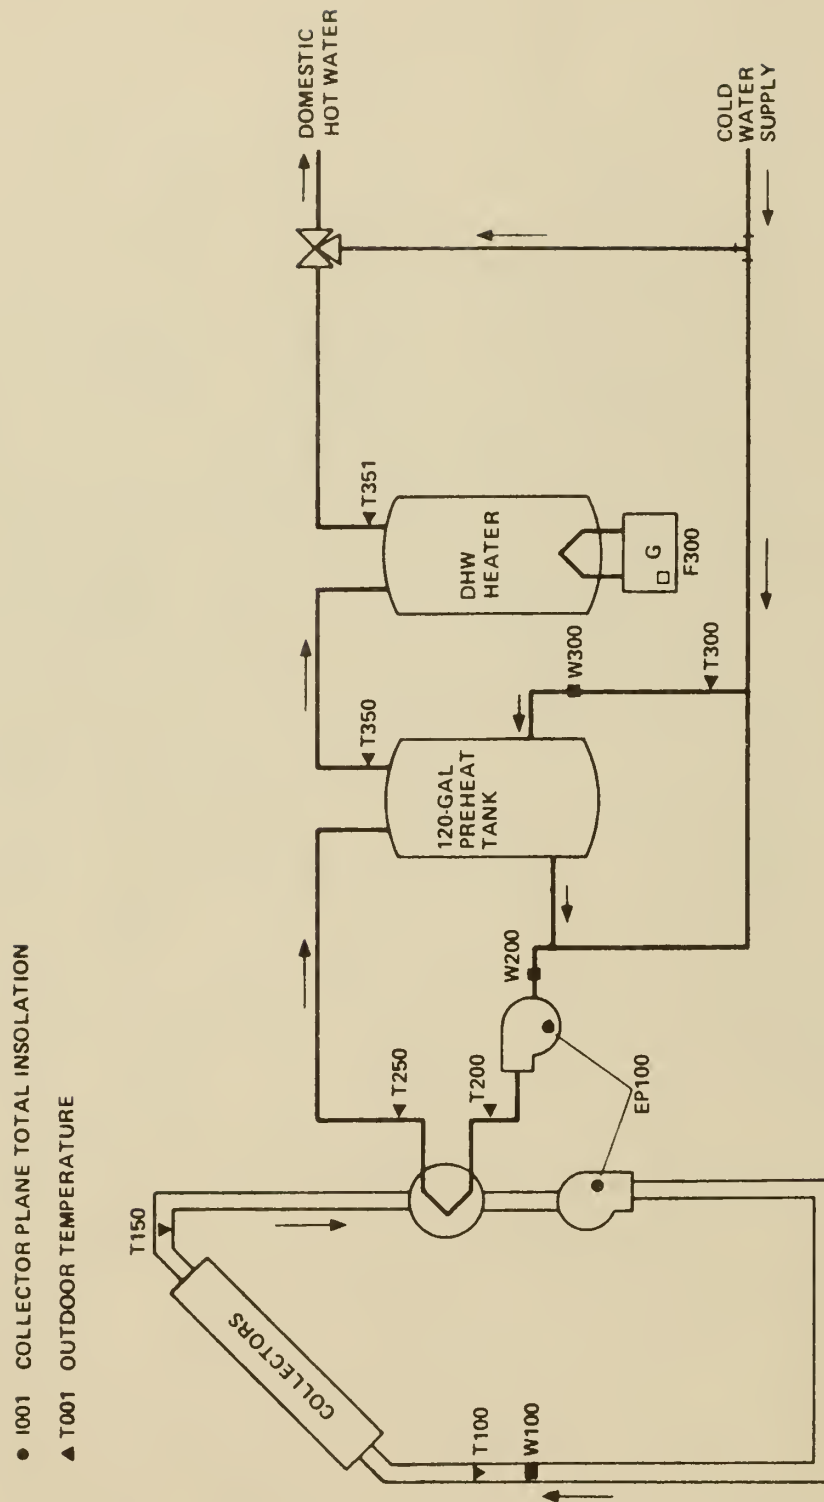 ● I001 COLLECTOR PLANE TOTAL INSOLATION
▲ T001 OUTDOOR TEMPERATURE
T150
COLLECTORS
T100
W100
T250
T200
EP100
W200
120-GAL
PREHEAT
TANK
T350
W300
T300
DHW
HEATER
T351
G
F300
DOMESTIC
HOT WATER
COLD
WATER
SUPPLY